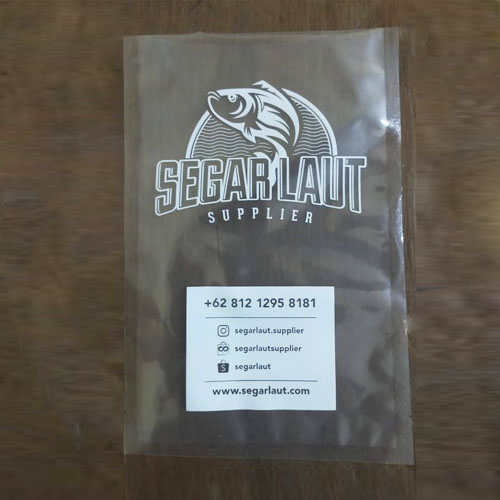 SEGAR LAUT
SUPPLIER
+62 812 1295 8181
segarlaut.supplier
segarlautsupplier
segarlaut
www.segarlaut.com